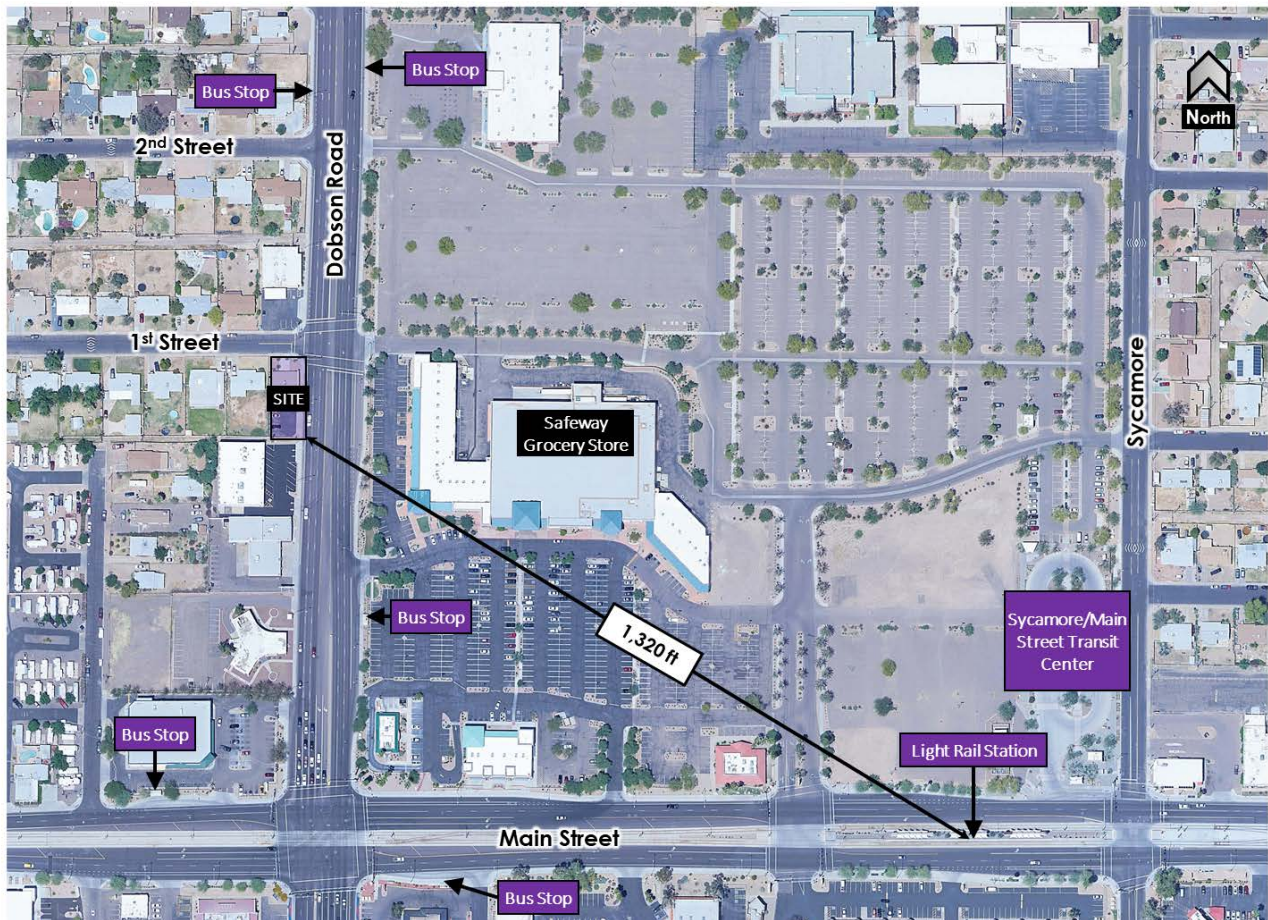 Bus Stop
Bus Stop
North
2nd Street
Dobson Road
1st Street
SITE
Safeway
Grocery Store
Sycamore
Bus Stop
1,320 ft
Sycamore/Main
Street Transit
Center
Bus Stop
Light Rail Station
Main Street
Bus Stop